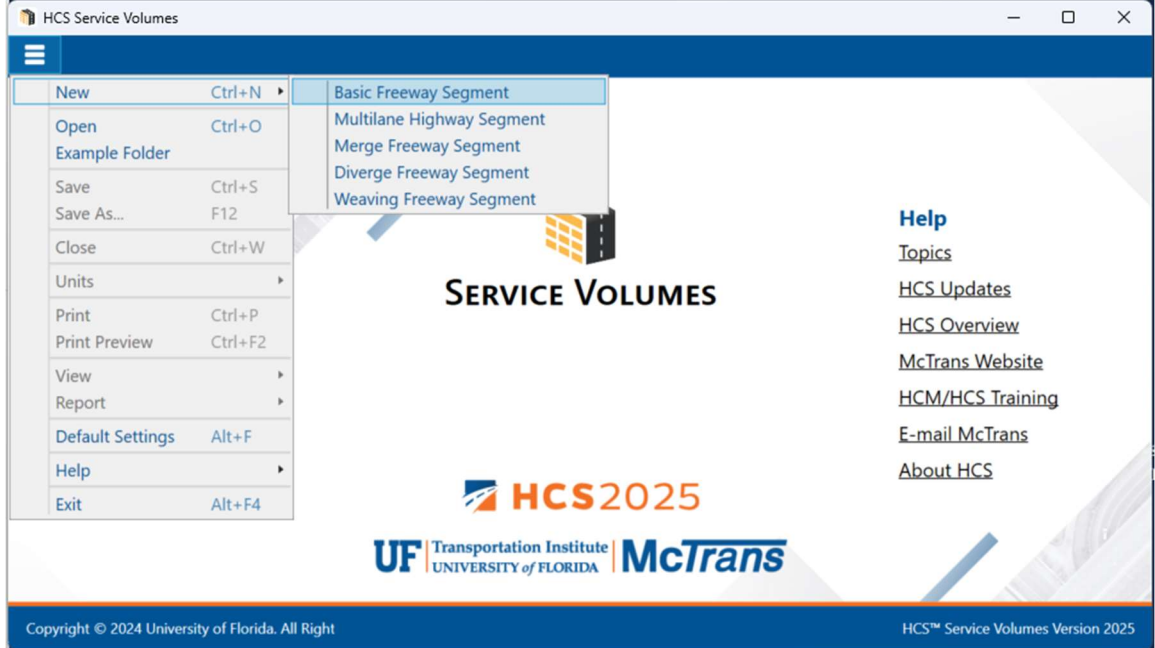 HCS Service Volumes
New Ctrl+N
Basic Freeway Segment
Multilane Highway Segment
Merge Freeway Segment
Diverge Freeway Segment
Weaving Freeway Segment
Open Ctrl+O
Example Folder
Save Ctrl+S
Save As... F12
Close Ctrl+W
Units
Print Ctrl+P
Print Preview Ctrl+F2
View
Report
Default Settings Alt+F
Help
Exit Alt+F4
SERVICE VOLUMES
HCS2025
UF Transportation Institute
UNIVERSITY of FLORIDA
McTrans
Help
Topics
HCS Updates
HCS Overview
McTrans Website
HCM/HCS Training
E-mail McTrans
About HCS
Copyright © 2024 University of Florida. All Right
HCS™ Service Volumes Version 2025